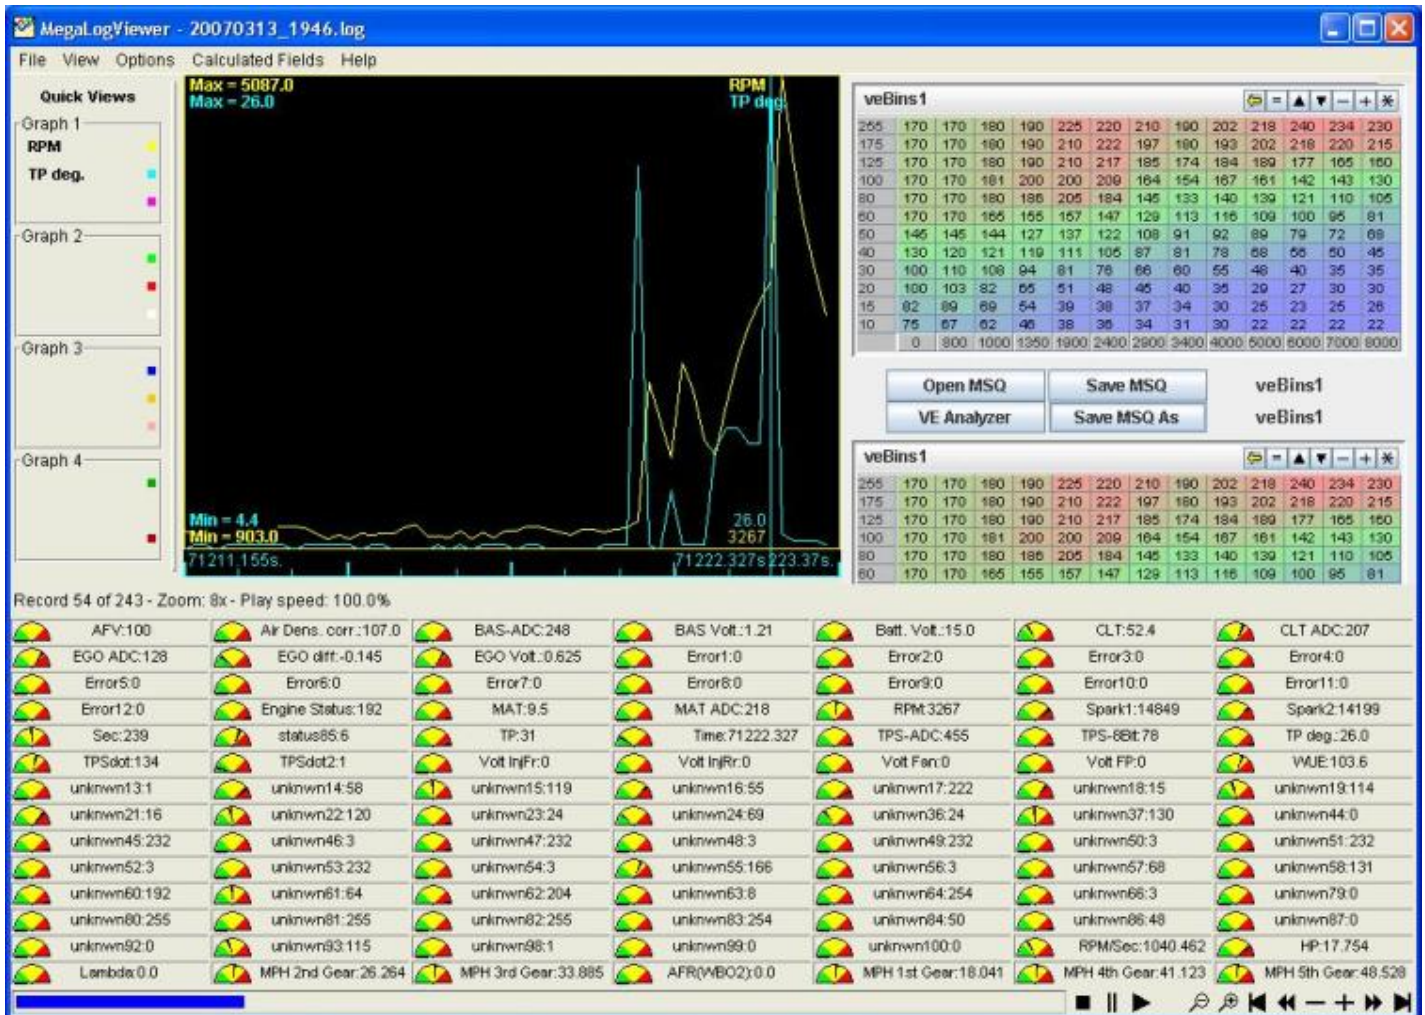 MegaLogViewer - 20070313_1946.log
File View Options Calculated Fields Help
Quick Views
Graph 1
RPM
TP deg.
Graph 2
Graph 3
Graph 4
Max = 5087.0
Max = 26.0
RPM
TP deg.
Min = 4.4
Min = 903.0
26.0
3267
71211.155s.
71222.327s
223.37s.
veBins1
255 170 170 180 190 225 220 210 190 202 218 240 234 230
175 170 170 180 190 210 222 197 180 193 202 218 220 215
125 170 170 180 190 210 217 185 174 184 189 177 165 160
100 170 170 181 200 200 209 164 154 167 161 142 143 130
80 170 170 180 186 205 184 145 133 140 139 121 110 105
60 170 170 165 155 157 147 129 113 116 109 100 95 81
50 145 145 144 127 137 122 108 91 92 89 79 72 68
40 130 120 121 119 111 105 87 81 78 68 56 50 45
30 100 110 108 94 81 76 66 60 55 48 40 35 35
20 100 103 82 65 51 48 45 40 35 29 27 30 30
15 82 89 69 54 39 38 37 34 30 25 23 25 26
10 75 67 62 46 38 36 34 31 30 22 22 22 22
0 800 1000 1350 1900 2400 2900 3400 4000 5000 6000 7000 8000
Open MSQ Save MSQ veBins1
VE Analyzer Save MSQ As veBins1
veBins1
255 170 170 180 190 225 220 210 190 202 218 240 234 230
175 170 170 180 190 210 222 197 180 193 202 218 220 215
125 170 170 180 190 210 217 185 174 184 189 177 165 160
100 170 170 181 200 200 209 164 154 167 161 142 143 130
80 170 170 180 186 205 184 145 133 140 139 121 110 105
60 170 170 165 155 157 147 129 113 116 109 100 95 81
Record 54 of 243 - Zoom: 8x - Play speed: 100.0%
AFV:100 Air Dens. corr.:107.0 BAS-ADC:248 BAS Volt.:1.21 Batt. Volt.:15.0 CLT:52.4 CLT ADC:207
EGO ADC:128 EGO diff:-0.145 EGO Volt.:0.625 Error1:0 Error2:0 Error3:0 Error4:0
Error5:0 Error6:0 Error7:0 Error8:0 Error9:0 Error10:0 Error11:0
Error12:0 Engine Status:192 MAT:9.5 MAT ADC:218 RPM:3267 Spark1:14849 Spark2:14199
Sec:239 status85:6 TP:31 Time:71222.327 TPS-ADC:455 TPS-8Bit:78 TP deg.:26.0
TPSdot:134 TPSdot2:1 Volt InjFr:0 Volt InjRr:0 Volt Fan:0 Volt FP:0 WUE:103.6
unknwn13:1 unknwn14:58 unknwn15:119 unknwn16:55 unknwn17:222 unknwn18:15 unknwn19:114
unknwn21:16 unknwn22:120 unknwn23:24 unknwn24:69 unknwn36:24 unknwn37:130 unknwn44:0
unknwn45:232 unknwn46:3 unknwn47:232 unknwn48:3 unknwn49:232 unknwn50:3 unknwn51:232
unknwn52:3 unknwn53:232 unknwn54:3 unknwn55:166 unknwn56:3 unknwn57:68 unknwn58:131
unknwn60:192 unknwn61:64 unknwn62:204 unknwn63:8 unknwn64:254 unknwn66:3 unknwn79:0
unknwn80:255 unknwn81:255 unknwn82:255 unknwn83:254 unknwn84:50 unknwn86:48 unknwn87:0
unknwn92:0 unknwn93:115 unknwn98:1 unknwn99:0 unknwn100:0 RPM/Sec:1040.462 HP:17.754
Lambda:0.0 MPH 2nd Gear:26.264 MPH 3rd Gear:33.885 AFR(WBO2):0.0 MPH 1st Gear:18.041 MPH 4th Gear:41.123 MPH 5th Gear:48.528